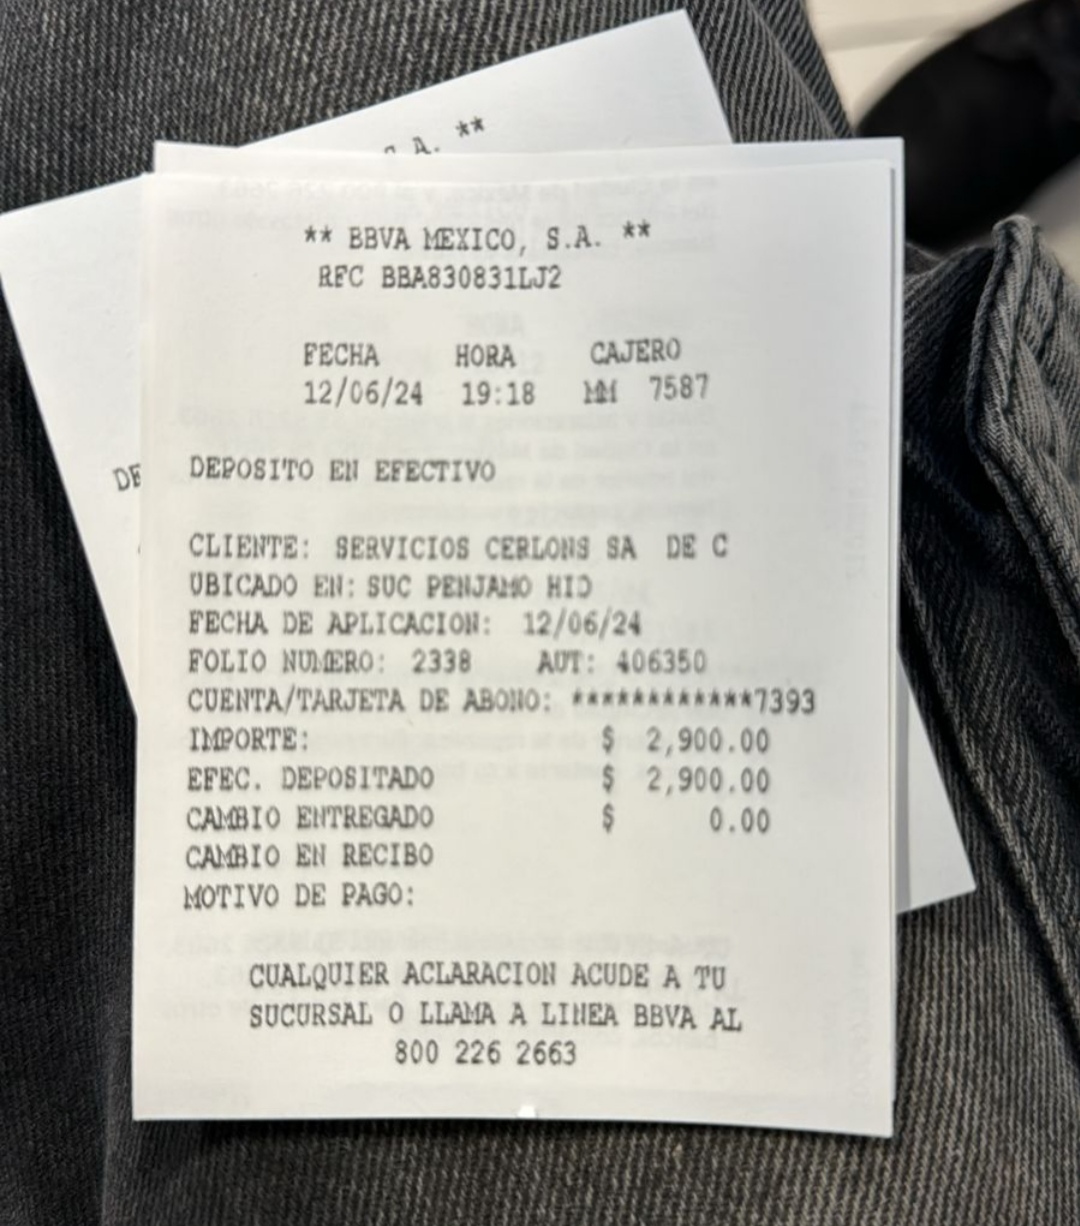 A. **
** BBVA MEXICO, S.A. **
RFC BBA830831LJ2
FECHA HORA CAJERO
12/06/24 19:18 MM 7587
DE
DEPOSITO EN EFECTIVO
CLIENTE: SERVICIOS CERLONS SA DE C
UBICADO EN: SUC PENJAMO HID
FECHA DE APLICACION: 12/06/24
FOLIO NUMERO: 2338 AUT: 406350
CUENTA/TARJETA DE ABONO: ************7393
IMPORTE: $ 2,900.00
EFEC. DEPOSITADO $ 2,900.00
CAMBIO ENTREGADO $ 0.00
CAMBIO EN RECIBO
MOTIVO DE PAGO:
CUALQUIER ACLARACION ACUDE A TU
SUCURSAL O LLAMA A LINEA BBVA AL
800 226 2663